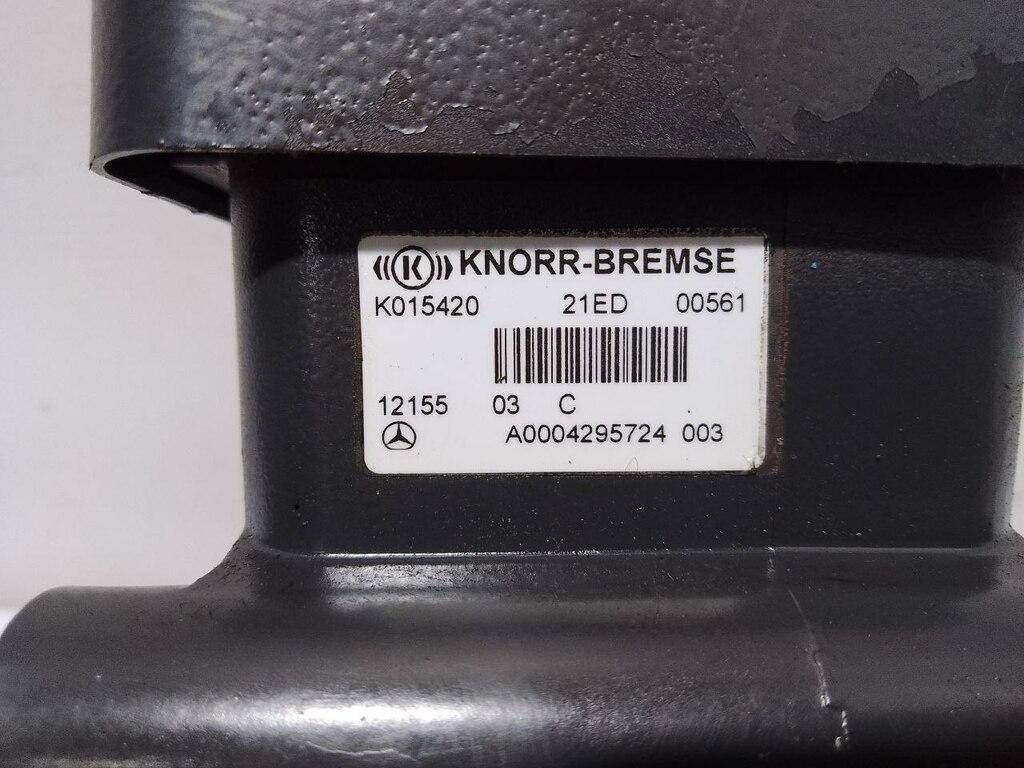 K KNORR-BREMSE
K015420 21ED 00561
12155 03 C
A0004295724 003